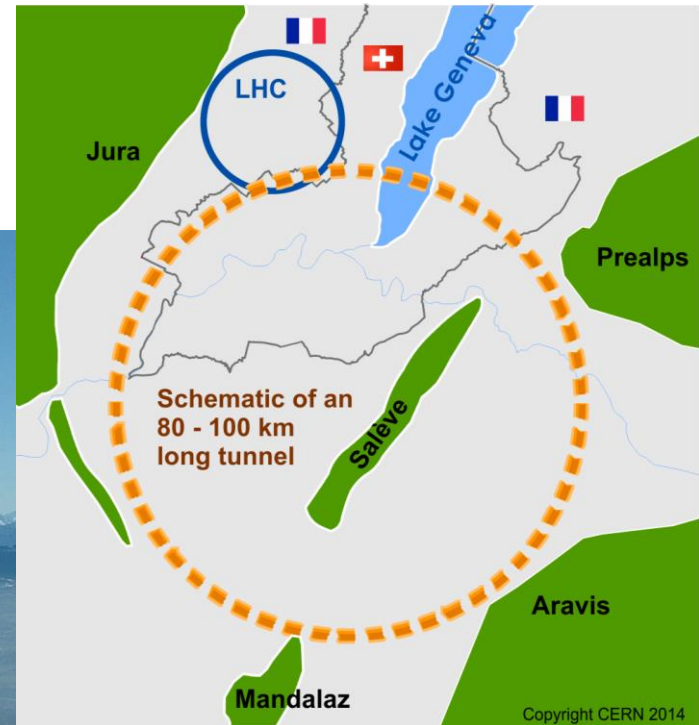 LHC
Lake Geneva
Jura
Prealps
Schematic of an
80 - 100 km
long tunnel
Salève
Aravis
Mandalaz
Copyright CERN 2014